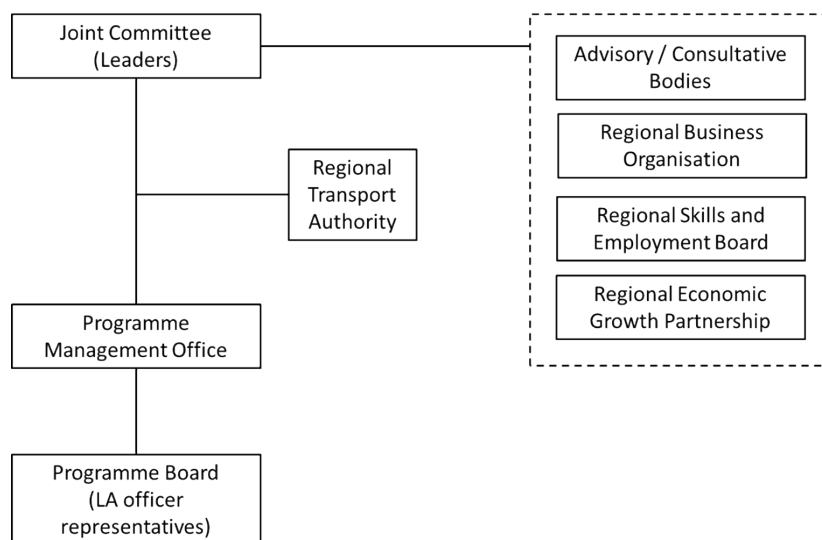 Joint Committee
(Leaders)
Advisory / Consultative
Bodies
Regional Business
Organisation
Regional
Transport
Authority
Regional Skills and
Employment Board
Regional Economic
Growth Partnership
Programme
Management Office
Programme Board
(LA officer
representatives)